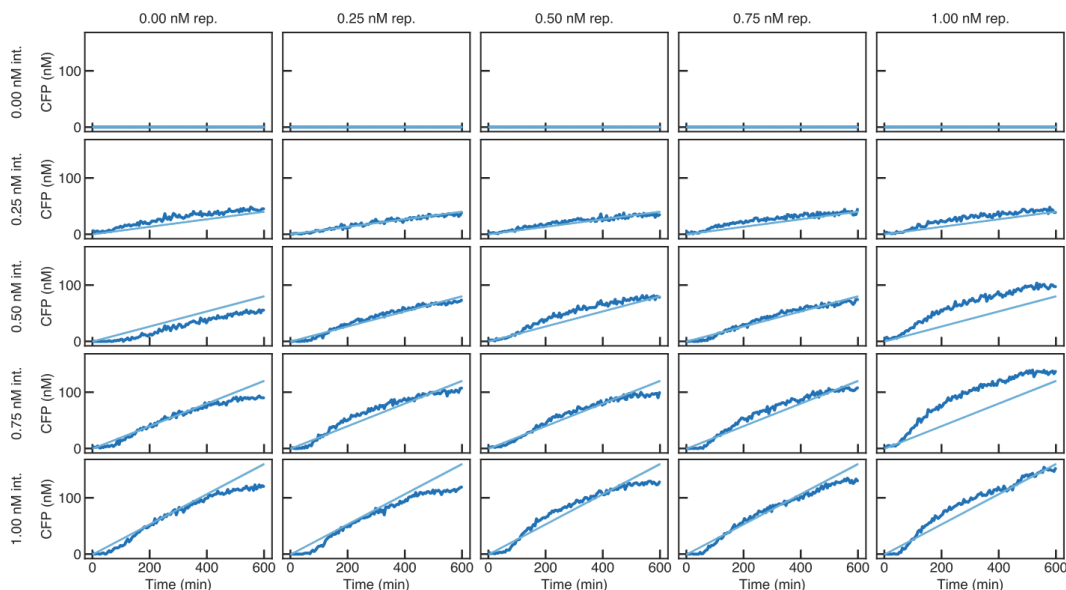 0.00 nM rep. 0.25 nM rep. 0.50 nM rep. 0.75 nM rep. 1.00 nM rep.
0.00 nM int.
CFP (nM)
100
0
0.25 nM int.
CFP (nM)
100
0
0.50 nM int.
CFP (nM)
100
0
0.75 nM int.
CFP (nM)
100
0
1.00 nM int.
CFP (nM)
100
0
0 200 400 600 0 200 400 600 0 200 400 600 0 200 400 600 0 200 400 600
Time (min) Time (min) Time (min) Time (min) Time (min)